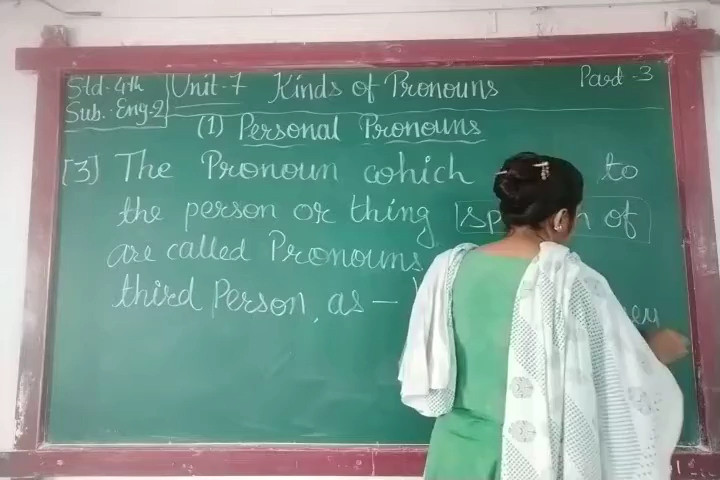 Std-4th
Sub. Eng-2
Unit-7 Kinds of Pronouns
Part-3
(1) Personal Pronouns
[3] The Pronoun which to
the person or thing of
are called Pronouns
third Person, as —